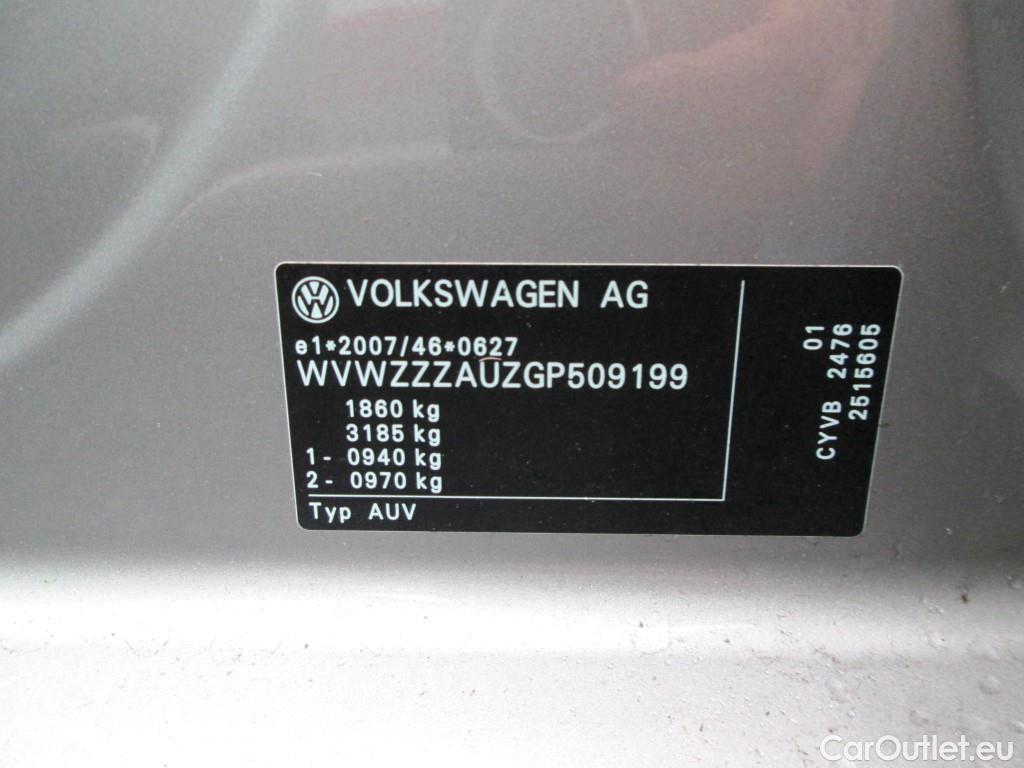 VOLKSWAGEN AG
e1*2007/46*0627
WVWZZZAUZGP509199
1860 kg
3185 kg
1- 0940 kg
2- 0970 kg
Typ AUV
01
CYVB 2476
2515605
CarOutlet.eu